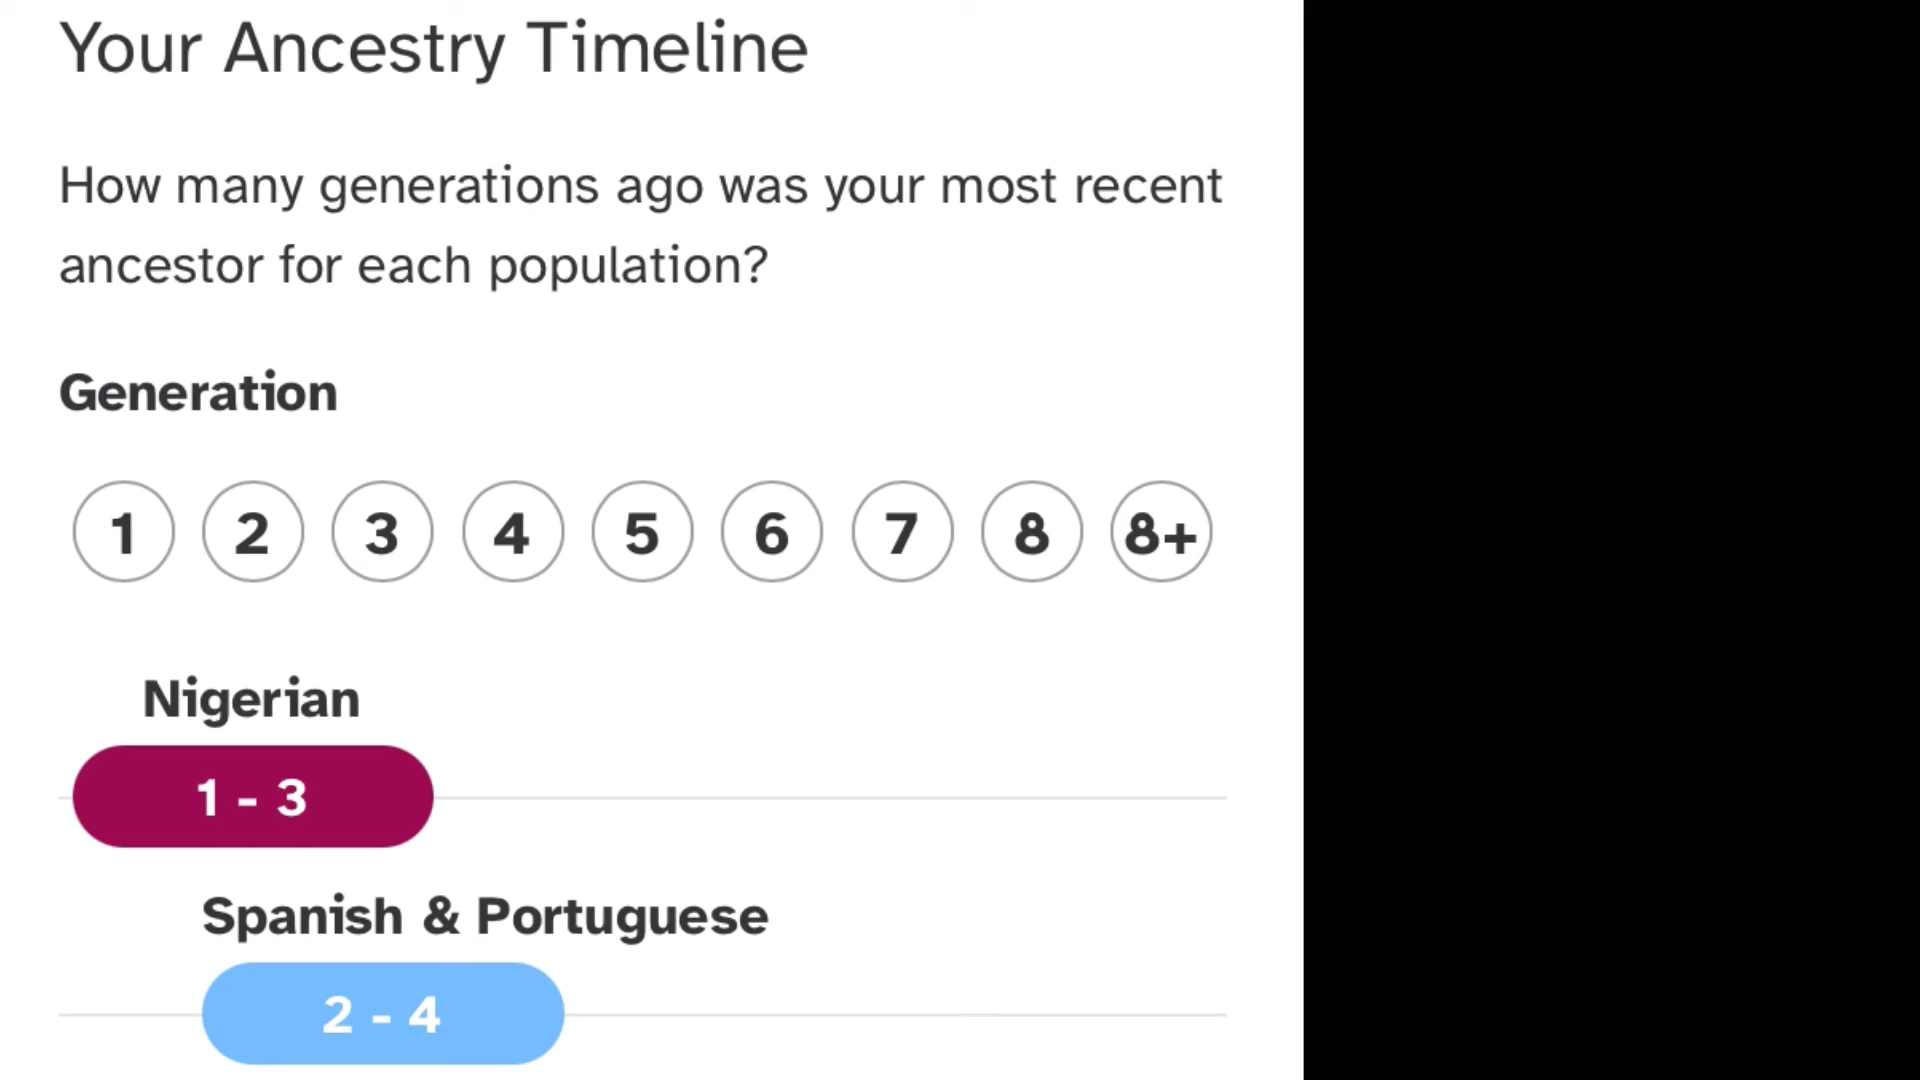 Your Ancestry Timeline
How many generations ago was your most recent
ancestor for each population?
Generation
1 2 3 4 5 6 7 8 8+
Nigerian
1 - 3
Spanish & Portuguese
2 - 4